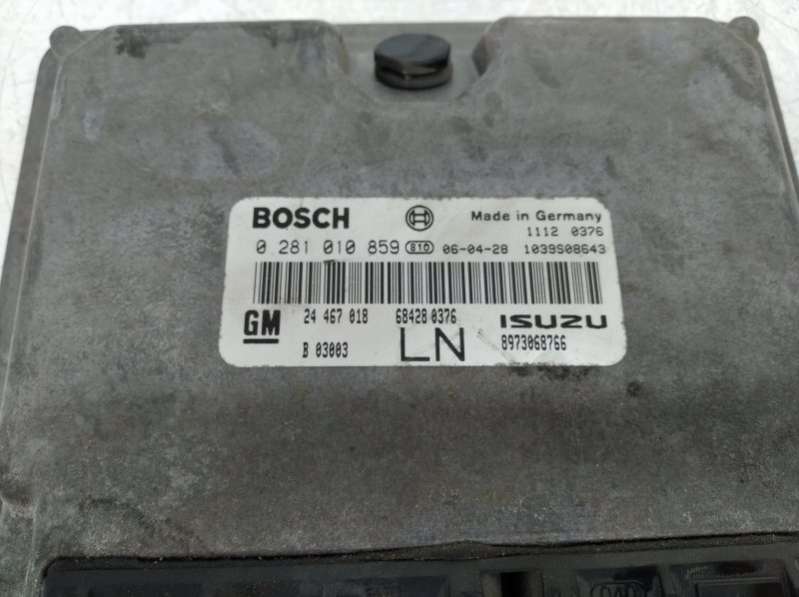 BOSCH Made in Germany
1112 0376
0 281 010 859 S10 06-04-28 1039S08643
GM 24 467 018 68428 0376 ISUZU
B 03003 LN 8973068766